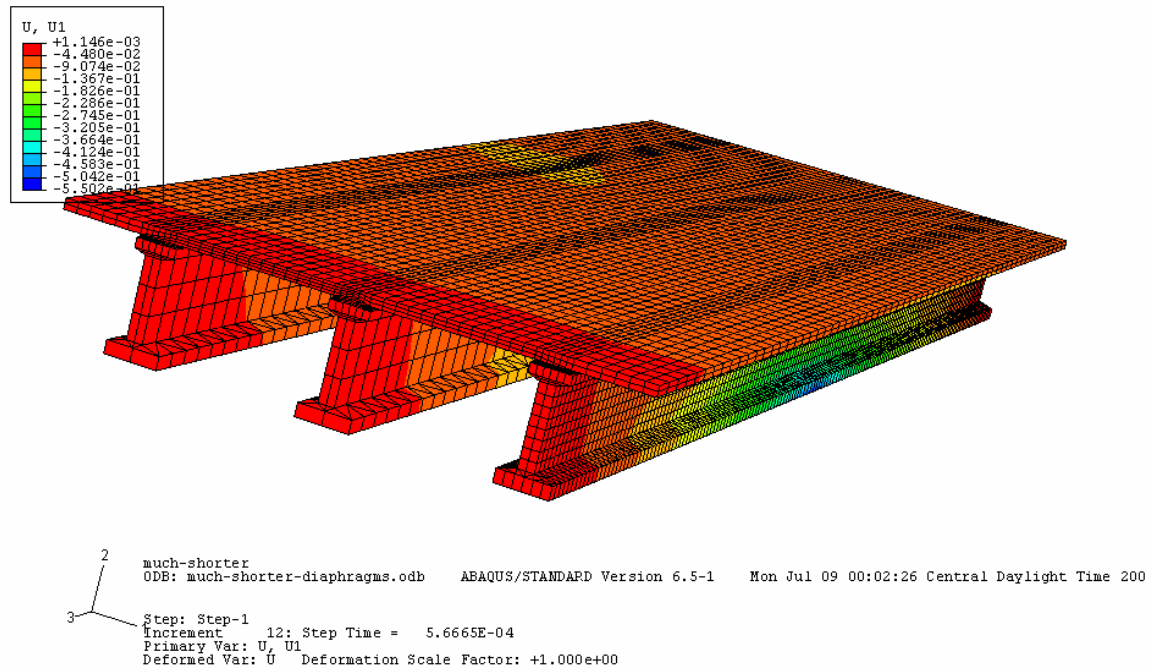 U, U1
+1.146e-03
-4.480e-02
-9.074e-02
-1.367e-01
-1.826e-01
-2.286e-01
-2.745e-01
-3.205e-01
-3.664e-01
-4.124e-01
-4.583e-01
-5.042e-01
-5.502e-01
2
3
1
much-shorter
ODB: much-shorter-diaphragms.odb ABAQUS/STANDARD Version 6.5-1 Mon Jul 09 00:02:26 Central Daylight Time 200
Step: Step-1
Increment 12: Step Time = 5.6665E-04
Primary Var: U, U1
Deformed Var: U Deformation Scale Factor: +1.000e+00